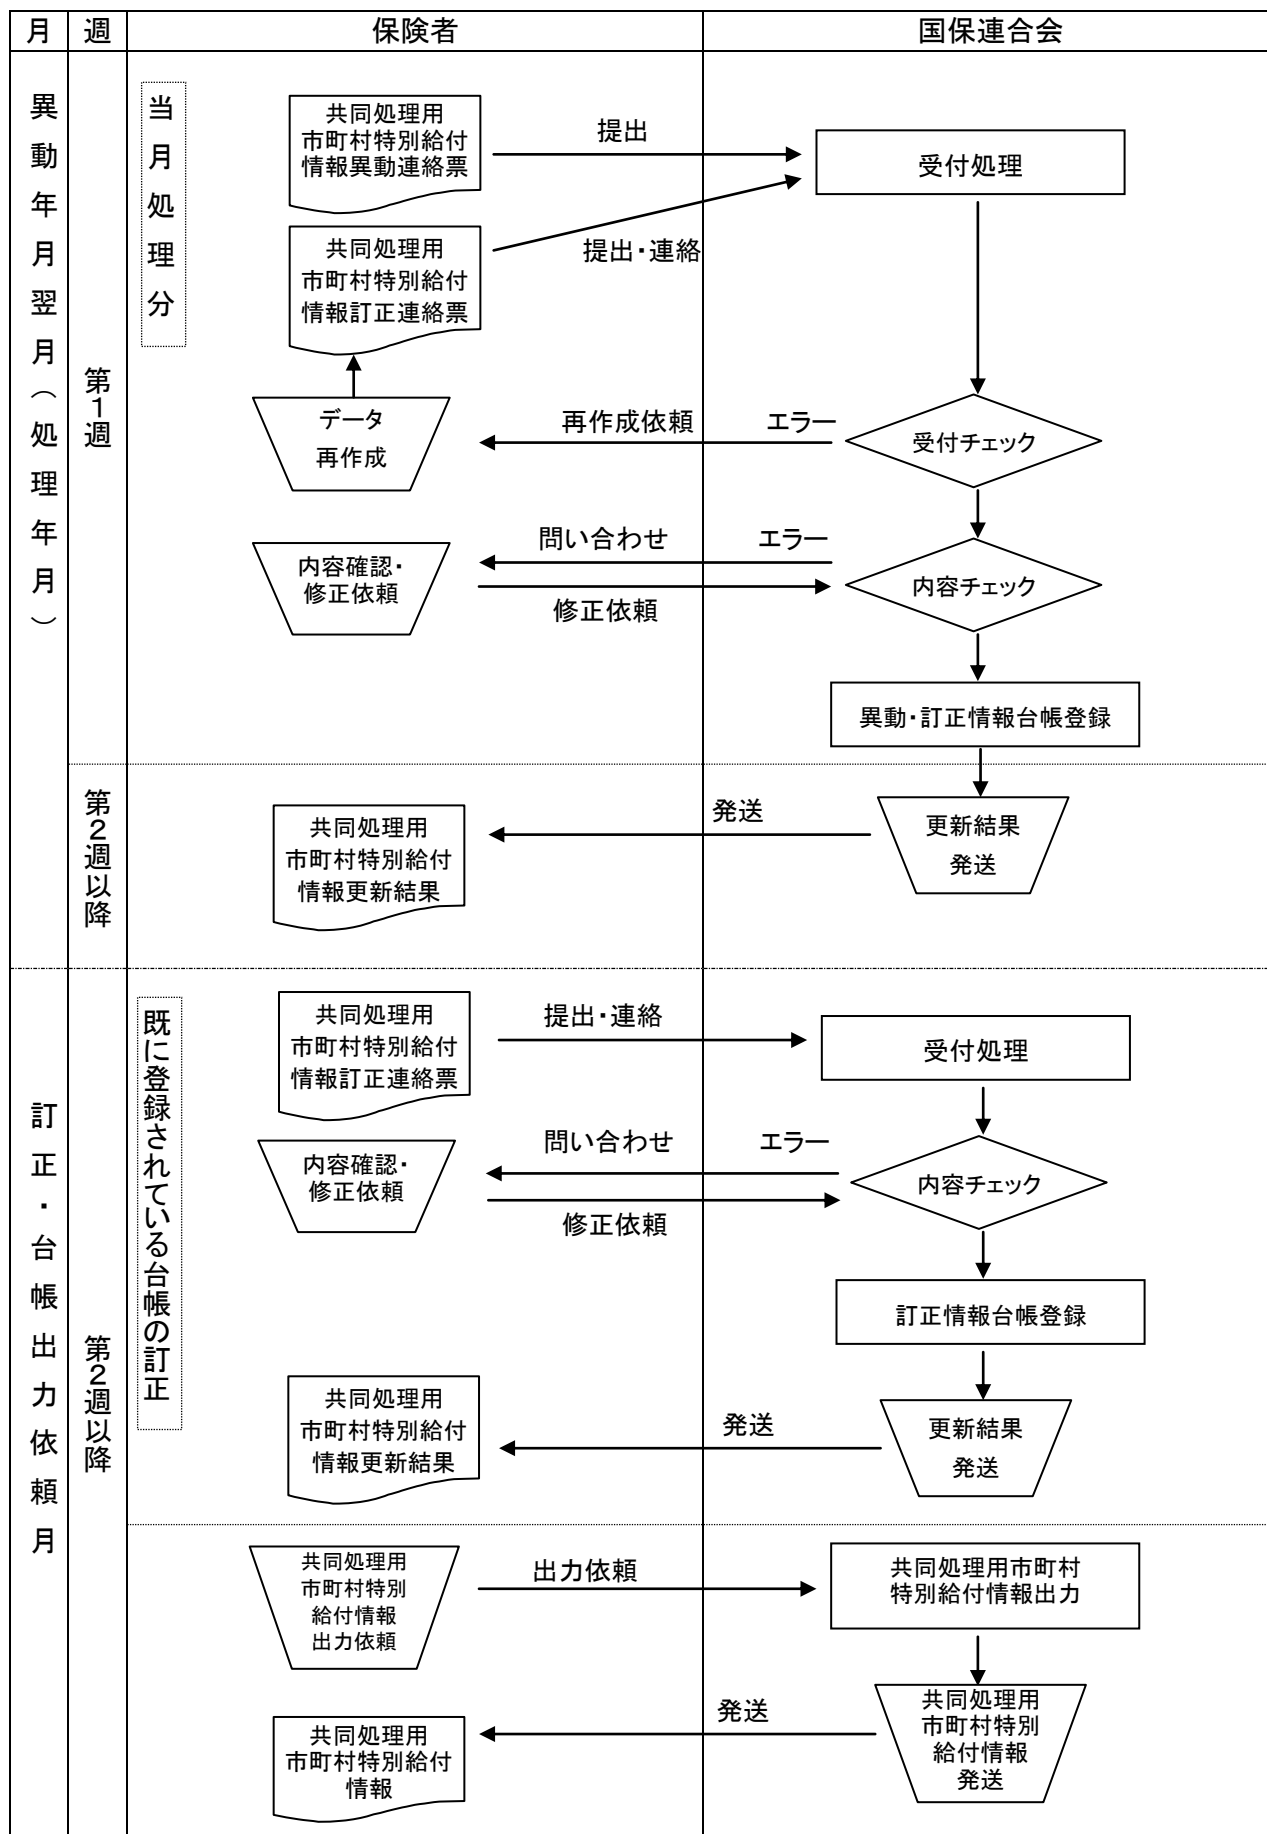 月
週
保険者
国保連合会
異動年月翌月（処理年月）
第１週
当月処理分
共同処理用
市町村特別給付
情報異動連絡票
提出
受付処理
共同処理用
市町村特別給付
情報訂正連絡票
提出・連絡
データ
再作成
再作成依頼
エラー
受付チェック
内容確認・
修正依頼
問い合わせ
エラー
修正依頼
内容チェック
異動・訂正情報台帳登録
第２週以降
共同処理用
市町村特別給付
情報更新結果
発送
更新結果
発送
訂正・台帳出力依頼月
第２週以降
既に登録されている台帳の訂正
共同処理用
市町村特別給付
情報訂正連絡票
提出・連絡
受付処理
内容確認・
修正依頼
問い合わせ
エラー
修正依頼
内容チェック
訂正情報台帳登録
共同処理用
市町村特別給付
情報更新結果
発送
更新結果
発送
共同処理用
市町村特別
給付情報
出力依頼
出力依頼
共同処理用市町村
特別給付情報出力
共同処理用
市町村特別給付
情報
発送
共同処理用
市町村特別
給付情報
発送